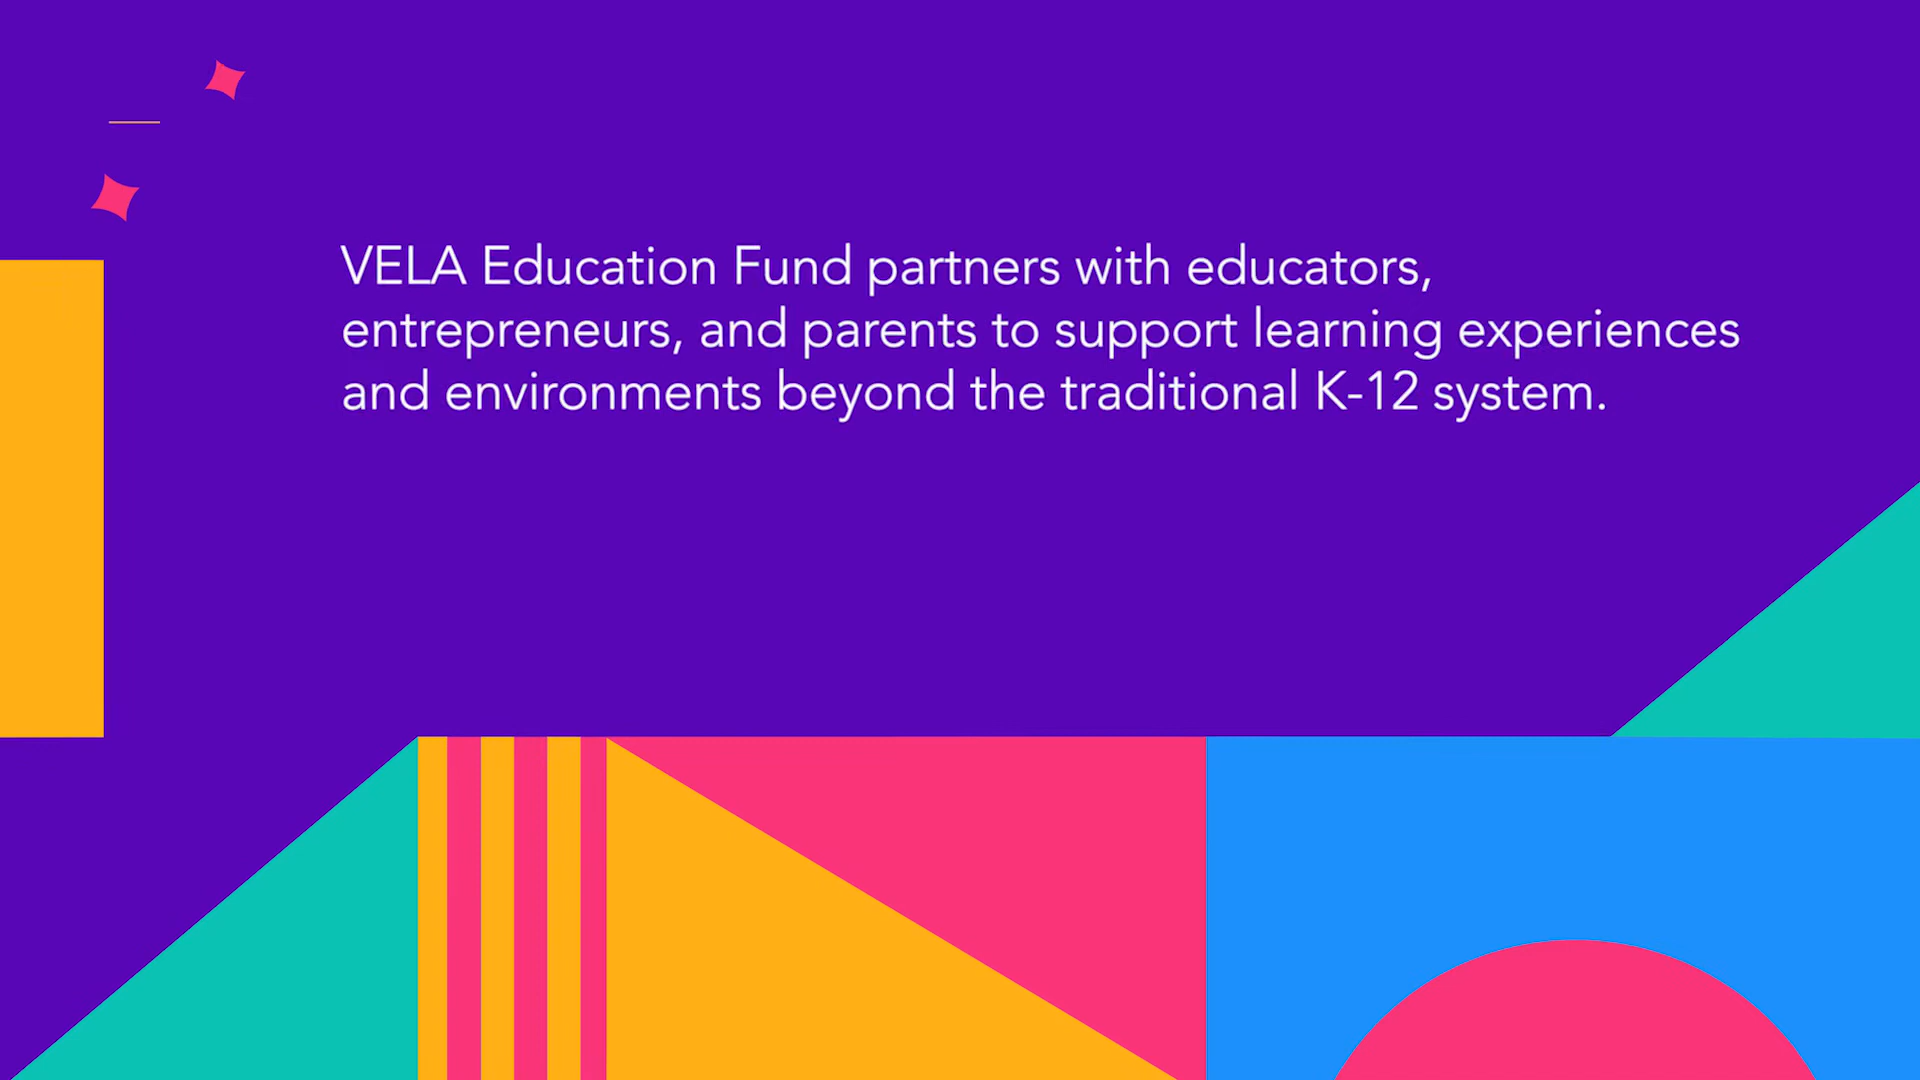 VELA Education Fund partners with educators,
entrepreneurs, and parents to support learning experiences
and environments beyond the traditional K-12 system.